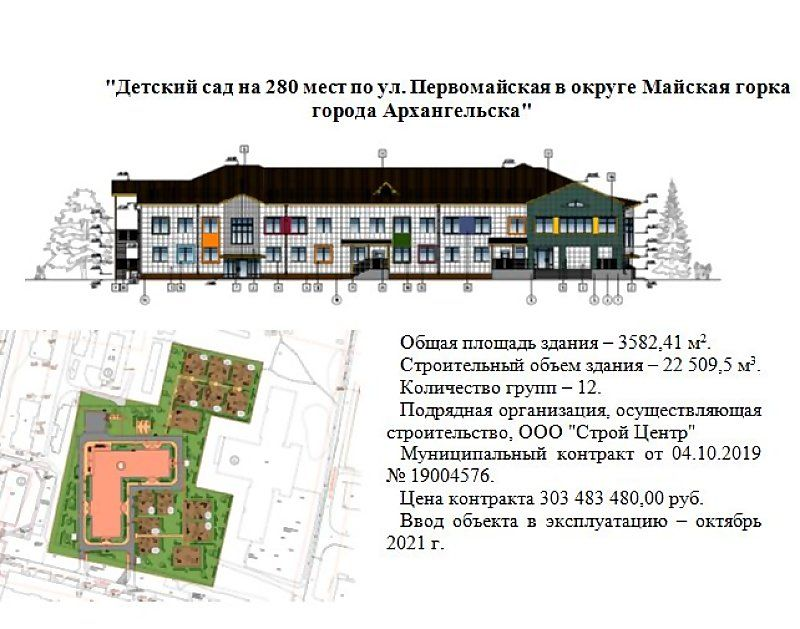 "Детский сад на 280 мест по ул. Первомайская в округе Майская горка
города Архангельска"
Общая площадь здания – 3582,41 м².
Строительный объем здания – 22 509,5 м³.
Количество групп – 12.
Подрядная организация, осуществляющая
строительство, ООО "Строй Центр"
Муниципальный контракт от 04.10.2019
№ 19004576.
Цена контракта 303 483 480,00 руб.
Ввод объекта в эксплуатацию – октябрь
2021 г.